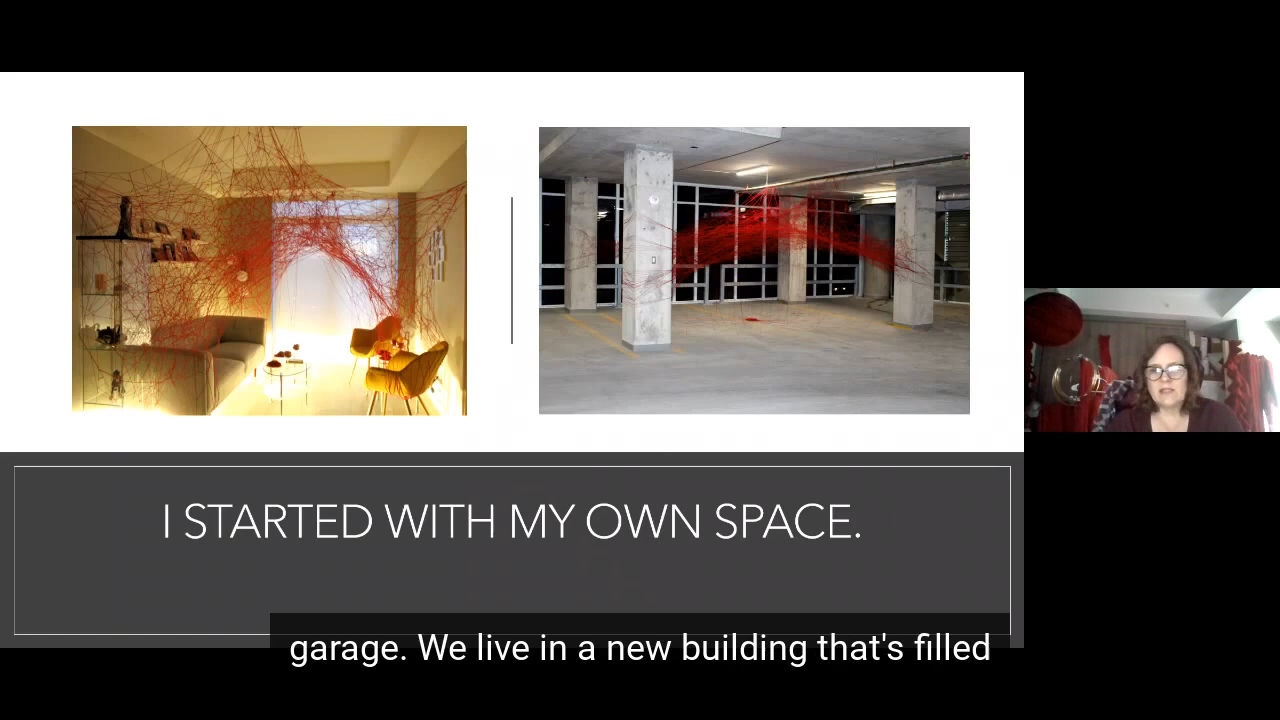 I STARTED WITH MY OWN SPACE.
garage. We live in a new building that's filled